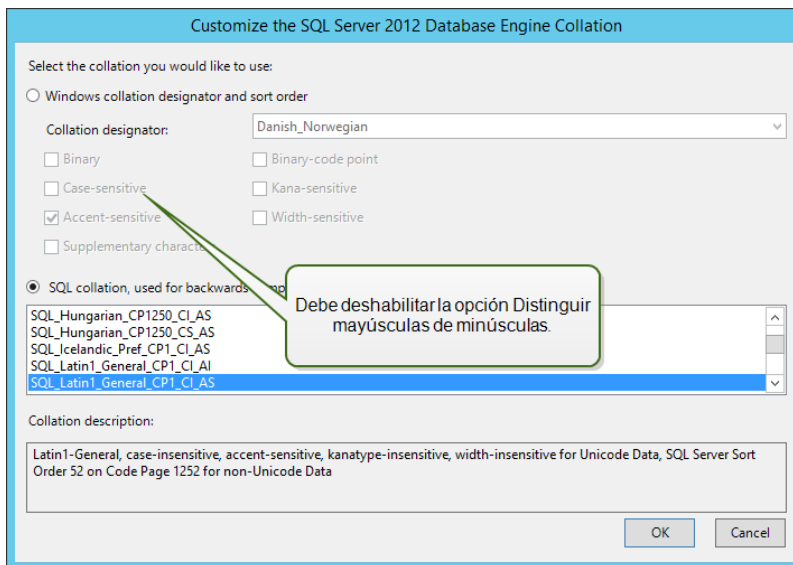 Customize the SQL Server 2012 Database Engine Collation
Select the collation you would like to use:
Windows collation designator and sort order
Collation designator:
Danish_Norwegian
Binary
Binary-code point
Case-sensitive
Kana-sensitive
Accent-sensitive
Width-sensitive
Supplementary characte
SQL collation, used for backwards
Debe deshabilitar la opción Distinguir
mayúsculas de minúsculas.
SQL_Hungarian_CP1250_CI_AS
SQL_Hungarian_CP1250_CS_AS
SQL_Icelandic_Pref_CP1_CI_AS
SQL_Latin1_General_CP1_CI_AI
SQL_Latin1_General_CP1_CI_AS
Collation description:
Latin1-General, case-insensitive, accent-sensitive, kanatype-insensitive, width-insensitive for Unicode Data, SQL Server Sort
Order 52 on Code Page 1252 for non-Unicode Data
OK
Cancel